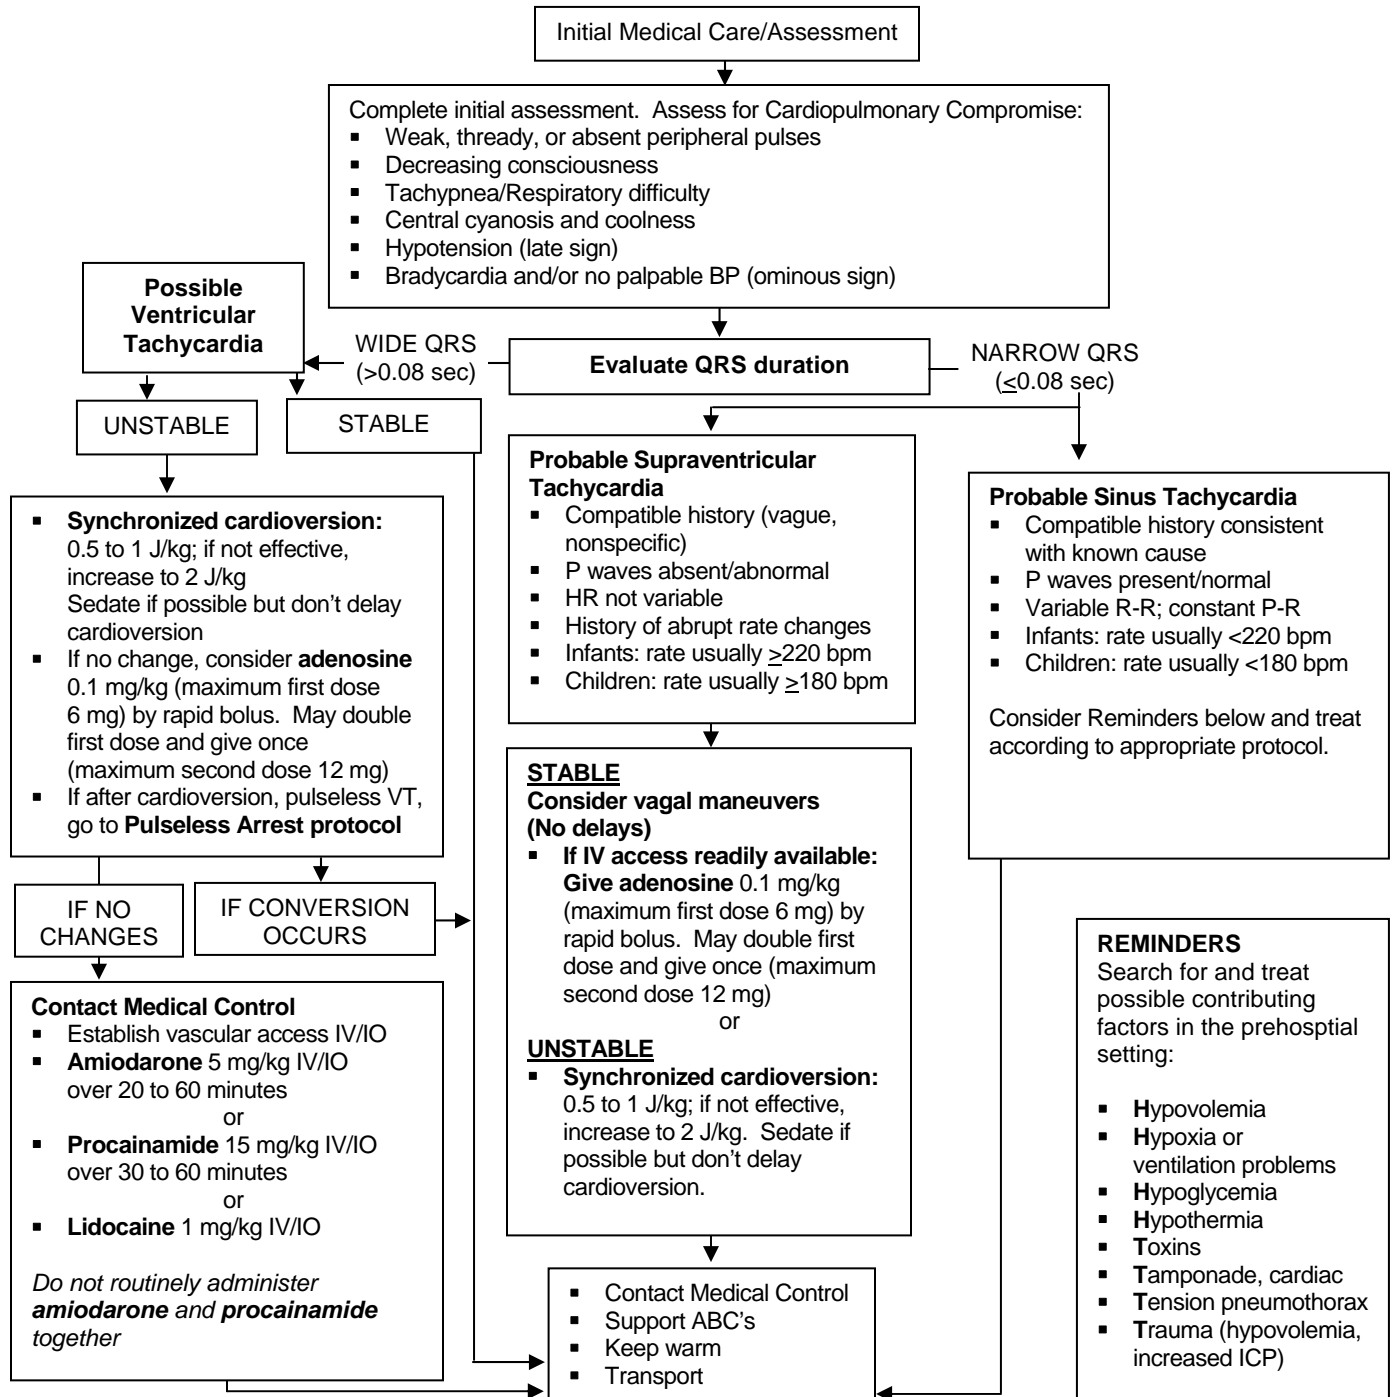 Initial Medical Care/Assessment
Complete initial assessment.  Assess for Cardiopulmonary Compromise:
▪ Weak, thready, or absent peripheral pulses
▪ Decreasing consciousness
▪ Tachypnea/Respiratory difficulty
▪ Central cyanosis and coolness
▪ Hypotension (late sign)
▪ Bradycardia and/or no palpable BP (ominous sign)
Possible
Ventricular
Tachycardia
WIDE QRS
(>0.08 sec)
Evaluate QRS duration
NARROW QRS
(≤0.08 sec)
UNSTABLE
STABLE
▪ Synchronized cardioversion:
0.5 to 1 J/kg; if not effective,
increase to 2 J/kg
Sedate if possible but don't delay
cardioversion
▪ If no change, consider adenosine
0.1 mg/kg (maximum first dose
6 mg) by rapid bolus.  May double
first dose and give once
(maximum second dose 12 mg)
▪ If after cardioversion, pulseless VT,
go to Pulseless Arrest protocol
IF NO
CHANGES
IF CONVERSION
OCCURS
Contact Medical Control
▪ Establish vascular access IV/IO
▪ Amiodarone 5 mg/kg IV/IO
over 20 to 60 minutes
or
▪ Procainamide 15 mg/kg IV/IO
over 30 to 60 minutes
or
▪ Lidocaine 1 mg/kg IV/IO
Do not routinely administer
amiodarone and procainamide
together
Probable Supraventricular
Tachycardia
▪ Compatible history (vague,
nonspecific)
▪ P waves absent/abnormal
▪ HR not variable
▪ History of abrupt rate changes
▪ Infants: rate usually ≥220 bpm
▪ Children: rate usually ≥180 bpm
STABLE
Consider vagal maneuvers
(No delays)
▪ If IV access readily available:
Give adenosine 0.1 mg/kg
(maximum first dose 6 mg) by
rapid bolus.  May double first
dose and give once (maximum
second dose 12 mg)
or
UNSTABLE
▪ Synchronized cardioversion:
0.5 to 1 J/kg; if not effective,
increase to 2 J/kg.  Sedate if
possible but don't delay
cardioversion.
▪ Contact Medical Control
▪ Support ABC's
▪ Keep warm
▪ Transport
Probable Sinus Tachycardia
▪ Compatible history consistent
with known cause
▪ P waves present/normal
▪ Variable R-R; constant P-R
▪ Infants: rate usually <220 bpm
▪ Children: rate usually <180 bpm
Consider Reminders below and treat
according to appropriate protocol.
REMINDERS
Search for and treat
possible contributing
factors in the prehosptial
setting:
▪ Hypovolemia
▪ Hypoxia or
ventilation problems
▪ Hypoglycemia
▪ Hypothermia
▪ Toxins
▪ Tamponade, cardiac
▪ Tension pneumothorax
▪ Trauma (hypovolemia,
increased ICP)